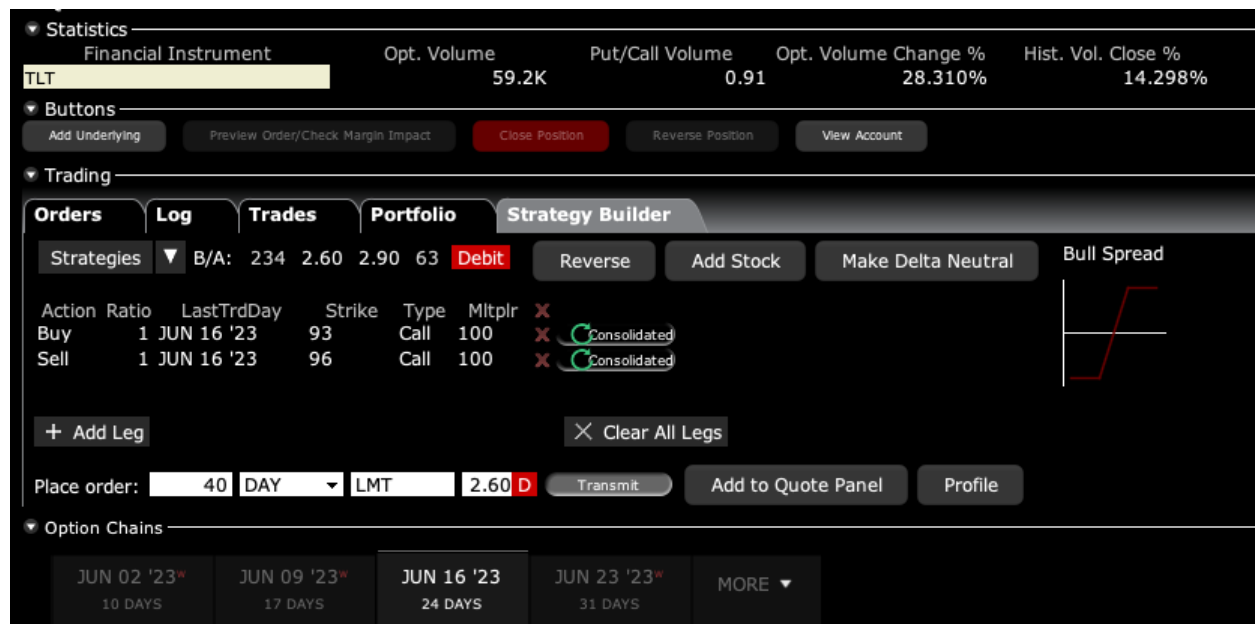 Statistics
Financial Instrument Opt. Volume Put/Call Volume Opt. Volume Change % Hist. Vol. Close %
TLT 59.2K 0.91 28.310% 14.298%
Buttons
Add Underlying Preview Order/Check Margin Impact Close Position Reverse Position View Account
Trading
Orders Log Trades Portfolio Strategy Builder
Strategies ▼ B/A: 234 2.60 2.90 63 Debit Reverse Add Stock Make Delta Neutral Bull Spread
Action Ratio LastTrdDay Strike Type Mltplr X
Buy 1 JUN 16 '23 93 Call 100 X Consolidated
Sell 1 JUN 16 '23 96 Call 100 X Consolidated
+ Add Leg X Clear All Legs
Place order: 40 DAY LMT 2.60 D Transmit Add to Quote Panel Profile
Option Chains
JUN 02 '23W JUN 09 '23W JUN 16 '23 JUN 23 '23W MORE ▼
10 DAYS 17 DAYS 24 DAYS 31 DAYS